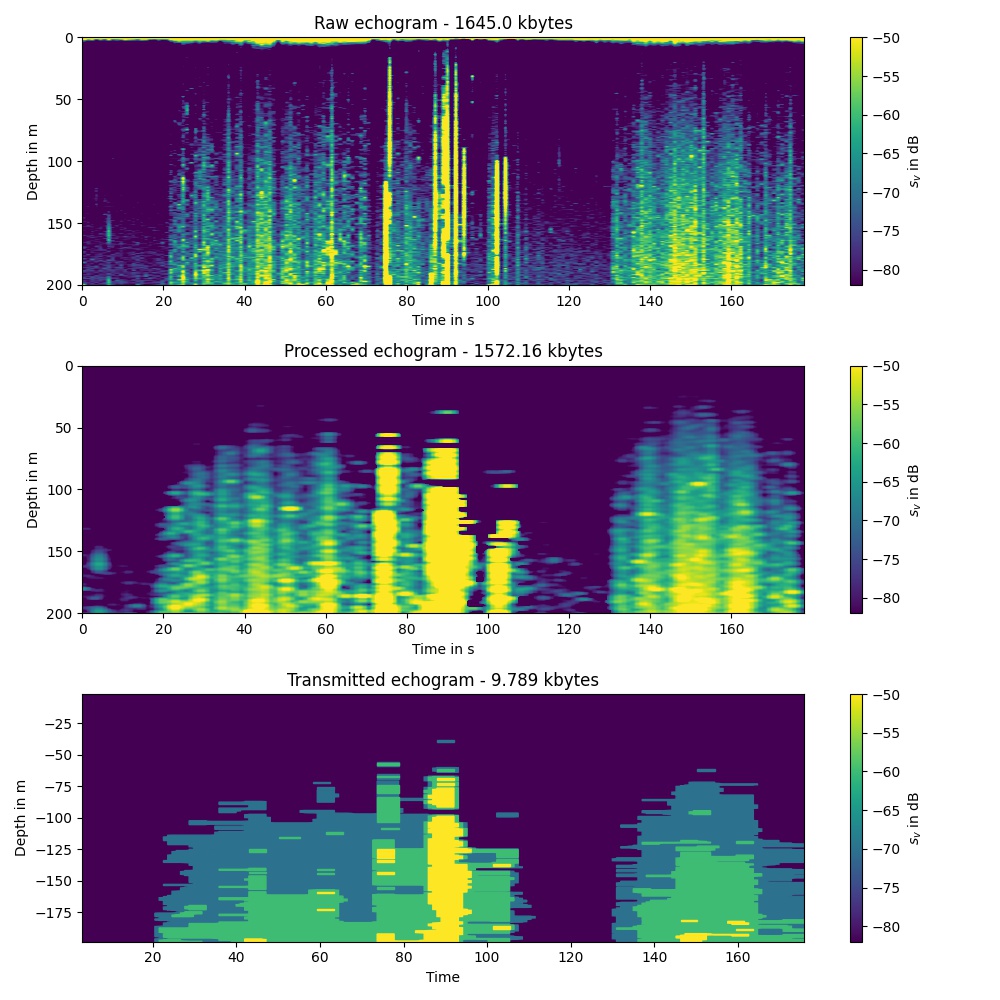 Raw echogram - 1645.0 kbytes
0
50
100
150
200
Depth in m
0 20 40 60 80 100 120 140 160
Time in s
−50
−55
−60
−65
−70
−75
−80
sv in dB
Processed echogram - 1572.16 kbytes
0
50
100
150
200
Depth in m
0 20 40 60 80 100 120 140 160
Time in s
−50
−55
−60
−65
−70
−75
−80
sv in dB
Transmitted echogram - 9.789 kbytes
−25
−50
−75
−100
−125
−150
−175
Depth in m
20 40 60 80 100 120 140 160
Time
−50
−55
−60
−65
−70
−75
−80
sv in dB